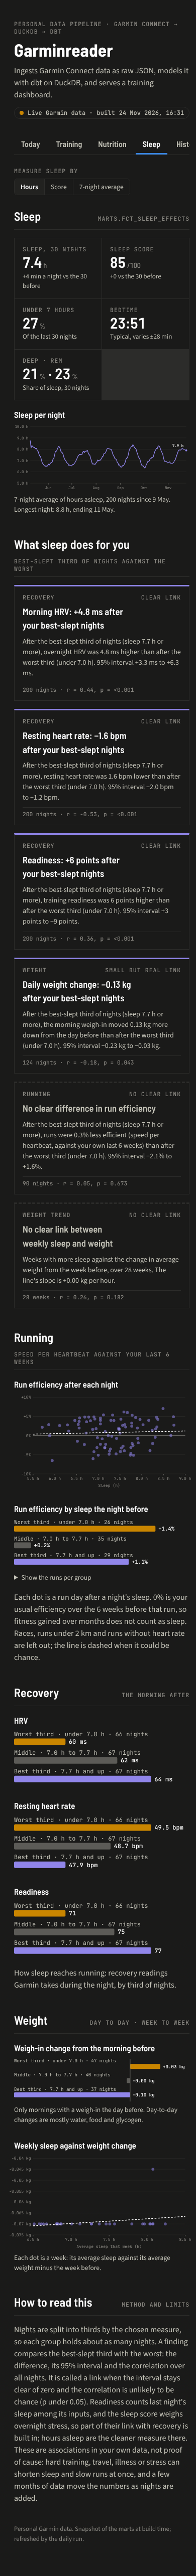 PERSONAL DATA PIPELINE · GARMIN CONNECT →
DUCKDB → DBT
Garminreader
Ingests Garmin Connect data as raw JSON, models it
with dbt on DuckDB, and serves a training
dashboard.
Live Garmin data · built 24 Nov 2026, 16:31
Today Training Nutrition Sleep Hist
MEASURE SLEEP BY
Hours Score 7-night average
Sleep MARTS.FCT_SLEEP_EFFECTS
SLEEP, 30 NIGHTS
7.4 h
+4 min a night vs the 30
before
SLEEP SCORE
85 /100
+0 vs the 30 before
UNDER 7 HOURS
27 %
Of the last 30 nights
BEDTIME
23:51
Typical, varies ±28 min
DEEP · REM
21 % · 23 %
Share of sleep, 30 nights
Sleep per night
7-night average of hours asleep, 200 nights since 9 May.
Longest night: 8.8 h, ending 11 May.
What sleep does for you
BEST-SLEPT THIRD OF NIGHTS AGAINST THE
WORST
RECOVERY CLEAR LINK
Morning HRV: +4.8 ms after
your best-slept nights
After the best-slept third of nights (sleep 7.7 h or
more), overnight HRV was 4.8 ms higher than after the
worst third (under 7.0 h). 95% interval +3.3 ms to +6.3
ms.
200 nights · r = 0.44, p = <0.001
RECOVERY CLEAR LINK
Resting heart rate: −1.6 bpm
after your best-slept nights
After the best-slept third of nights (sleep 7.7 h or
more), resting heart rate was 1.6 bpm lower than after
the worst third (under 7.0 h). 95% interval −2.0 bpm
to −1.2 bpm.
200 nights · r = −0.53, p = <0.001
RECOVERY CLEAR LINK
Readiness: +6 points after
your best-slept nights
After the best-slept third of nights (sleep 7.7 h or
more), training readiness was 6 points higher than
after the worst third (under 7.0 h). 95% interval +3
points to +9 points.
200 nights · r = 0.36, p = <0.001
WEIGHT SMALL BUT REAL LINK
Daily weight change: −0.13 kg
after your best-slept nights
After the best-slept third of nights (sleep 7.7 h or
more), the morning weigh-in moved 0.13 kg more
down from the day before than after the worst third
(under 7.0 h). 95% interval −0.23 kg to −0.03 kg.
124 nights · r = −0.18, p = 0.043
RUNNING NO CLEAR LINK
No clear difference in run efficiency
After the best-slept third of nights (sleep 7.7 h or
more), runs were 0.3% less efficient (speed per
heartbeat, against your own last 6 weeks) than after
the worst third (under 7.0 h). 95% interval −2.1% to
+1.6%.
90 nights · r = 0.05, p = 0.673
WEIGHT TREND NO CLEAR LINK
No clear link between
weekly sleep and weight
Weeks with more sleep against the change in average
weight from the week before, over 28 weeks. The
line's slope is +0.00 kg per hour.
28 weeks · r = 0.26, p = 0.182
Running
SPEED PER HEARTBEAT AGAINST YOUR LAST 6
WEEKS
Run efficiency after each night
Sleep (h)
Run efficiency by sleep the night before
Worst third · under 7.0 h · 26 nights
+1.4%
Middle · 7.0 h to 7.7 h · 35 nights
+0.2%
Best third · 7.7 h and up · 29 nights
+1.1%
▶ Show the runs per group
Each dot is a run day after a night's sleep. 0% is your
usual efficiency over the 6 weeks before that run, so
fitness gained over months does not count as sleep.
Races, runs under 2 km and runs without heart rate
are left out; the line is dashed when it could be
chance.
Recovery THE MORNING AFTER
HRV
Worst third · under 7.0 h · 66 nights
60 ms
Middle · 7.0 h to 7.7 h · 67 nights
62 ms
Best third · 7.7 h and up · 67 nights
64 ms
Resting heart rate
Worst third · under 7.0 h · 66 nights
49.5 bpm
Middle · 7.0 h to 7.7 h · 67 nights
48.7 bpm
Best third · 7.7 h and up · 67 nights
47.9 bpm
Readiness
Worst third · under 7.0 h · 66 nights
71
Middle · 7.0 h to 7.7 h · 67 nights
75
Best third · 7.7 h and up · 67 nights
77
How sleep reaches running: recovery readings
Garmin takes during the night, by third of nights.
Weight DAY TO DAY · WEEK TO WEEK
Weigh-in change from the morning before
Worst third · under 7.0 h · 47 nights
+0.03 kg
Middle · 7.0 h to 7.7 h · 40 nights
−0.00 kg
Best third · 7.7 h and up · 37 nights
−0.10 kg
Only mornings with a weigh-in the day before. Day-to-day
changes are mostly water, food and glycogen.
Weekly sleep against weight change
Average sleep that week (h)
Each dot is a week: its average sleep against its average
weight minus the week before.
How to read this METHOD AND LIMITS
Nights are split into thirds by the chosen measure,
so each group holds about as many nights. A finding
compares the best-slept third with the worst: the
difference, its 95% interval and the correlation over
all nights. It is called a link when the interval stays
clear of zero and the correlation is unlikely to be
chance (p under 0.05). Readiness counts last night's
sleep among its inputs, and the sleep score weighs
overnight stress, so part of their link with recovery is
built in; hours asleep are the cleaner measure there.
These are associations in your own data, not proof
of cause: hard training, travel, illness or stress can
shorten sleep and slow runs at once, and a few
months of data move the numbers as nights are
added.
Personal Garmin data. Snapshot of the marts at build time;
refreshed by the daily run.